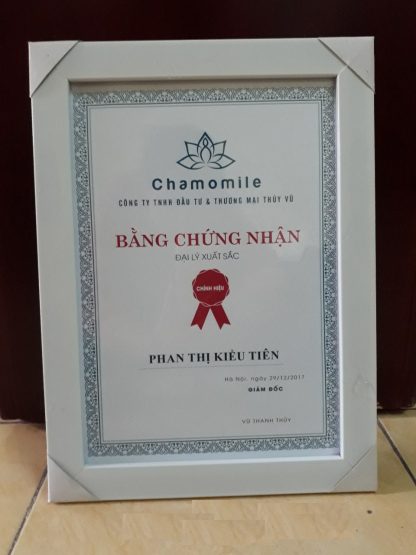 Chamomile
CÔNG TY TNHH ĐẦU TƯ & THƯƠNG MẠI THỦY VŨ
BẰNG CHỨNG NHẬN
ĐẠI LÝ XUẤT SẮC
CHÍNH HIỆU
PHAN THỊ KIỀU TIÊN
Hà Nội, ngày 29/12/2017
GIÁM ĐỐC
VŨ THANH THỦY